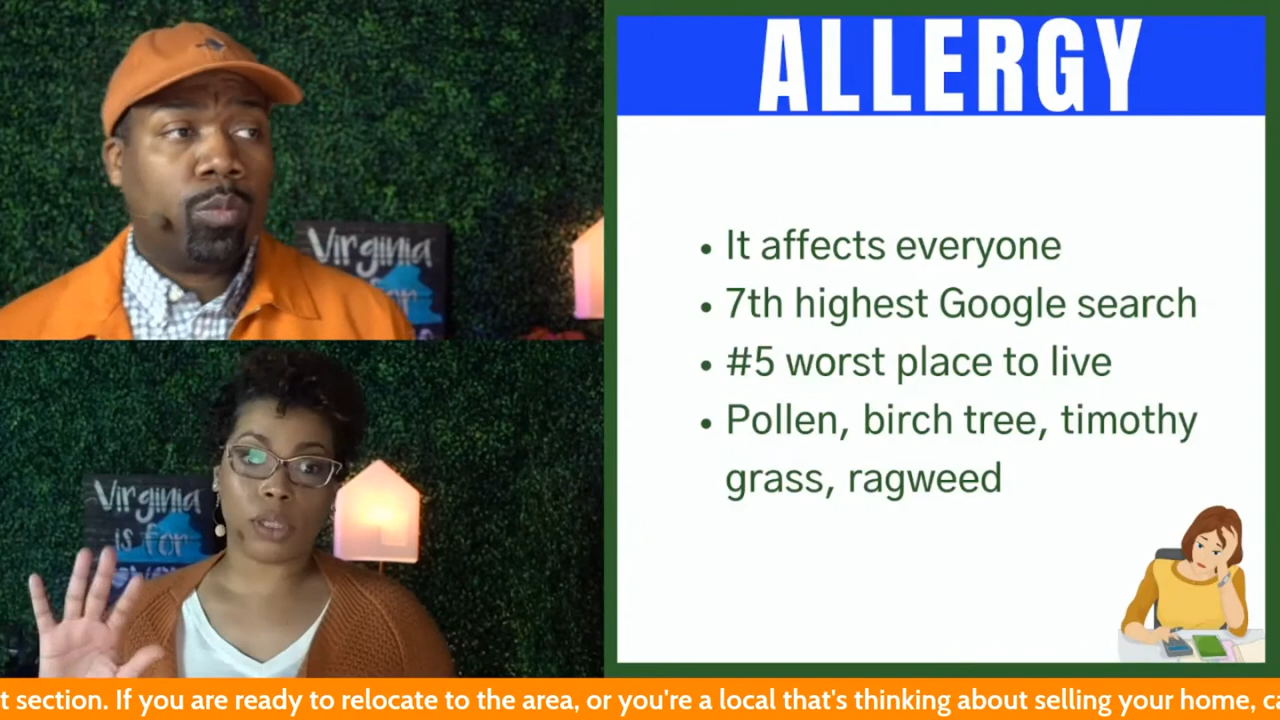 ALLERGY
• It affects everyone
• 7th highest Google search
• #5 worst place to live
• Pollen, birch tree, timothy
grass, ragweed
Virginia
Virginia
is for
t section. If you are ready to relocate to the area, or you're a local that's thinking about selling your home, ca